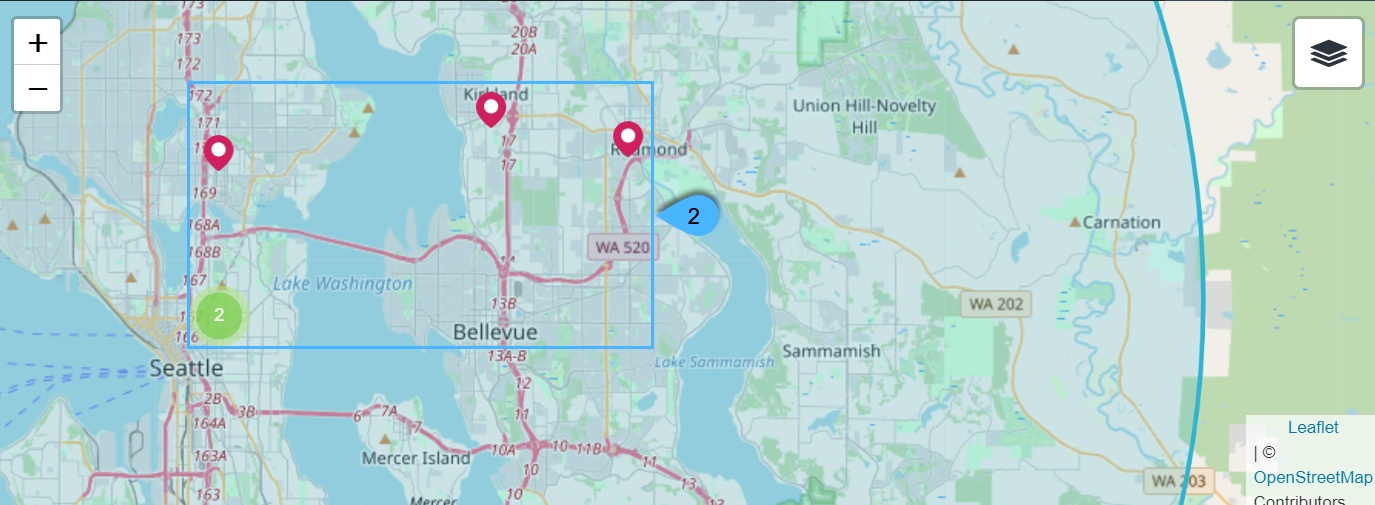 +
−
173
173
172
172
171
169
168A
168B
167
166
20B
20A
Kirkland
17
17
Redmond
Union Hill-Novelty
Hill
2
WA 520
Carnation
14
Lake Washington
13B
2
WA 202
Bellevue
13A-B
Seattle
Lake Sammamish
Sammamish
12
2B
3B
6
7A
7
11
164A
10A
10
11B
11
Mercer Island
163A
10
13
13
163
10
Mercer
WA 203
Leaflet
| ©
OpenStreetMap
Contributors